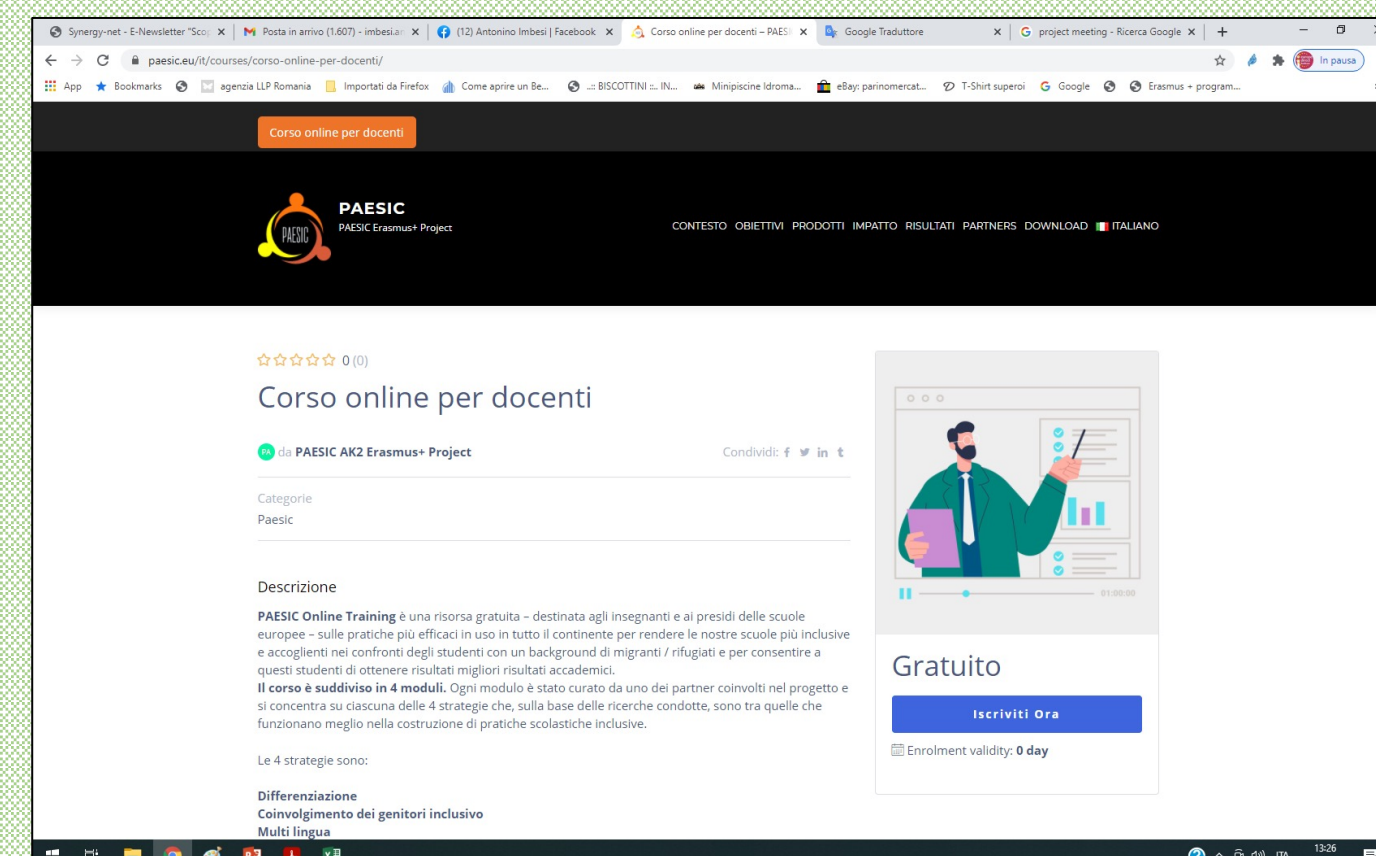 Synergy-net - E-Newsletter "Sco
Posta in arrivo (1.607) - imbesi.an
(12) Antonino Imbesi | Facebook
Corso online per docenti – PAESI
Google Traduttore
project meeting - Ricerca Google
paesic.eu/it/courses/corso-online-per-docenti/
In pausa
App
Bookmarks
agenzia LLP Romania
Importati da Firefox
Come aprire un Be...
..:: BISCOTTINI ::.. IN...
Minipiscine Idroma...
eBay: parinomercat...
T-Shirt superoi
Google
Erasmus + program...
Corso online per docenti
PAESIC
PAESIC
PAESIC Erasmus+ Project
CONTESTO OBIETTIVI PRODOTTI IMPATTO RISULTATI PARTNERS DOWNLOAD ITALIANO
0 (0)
Corso online per docenti
PA da PAESIC AK2 Erasmus+ Project
Condividi:
Categorie
Paesic
Descrizione
PAESIC Online Training è una risorsa gratuita – destinata agli insegnanti e ai presidi delle scuole
europee – sulle pratiche più efficaci in uso in tutto il continente per rendere le nostre scuole più inclusive
e accoglienti nei confronti degli studenti con un background di migranti / rifugiati e per consentire a
questi studenti di ottenere risultati migliori risultati accademici.
Il corso è suddiviso in 4 moduli. Ogni modulo è stato curato da uno dei partner coinvolti nel progetto e
si concentra su ciascuna delle 4 strategie che, sulla base delle ricerche condotte, sono tra quelle che
funzionano meglio nella costruzione di pratiche scolastiche inclusive.
Le 4 strategie sono:
Differenziazione
Coinvolgimento dei genitori inclusivo
Multi lingua
01:00:00
Gratuito
Iscriviti Ora
Enrolment validity: 0 day
ITA
13:26